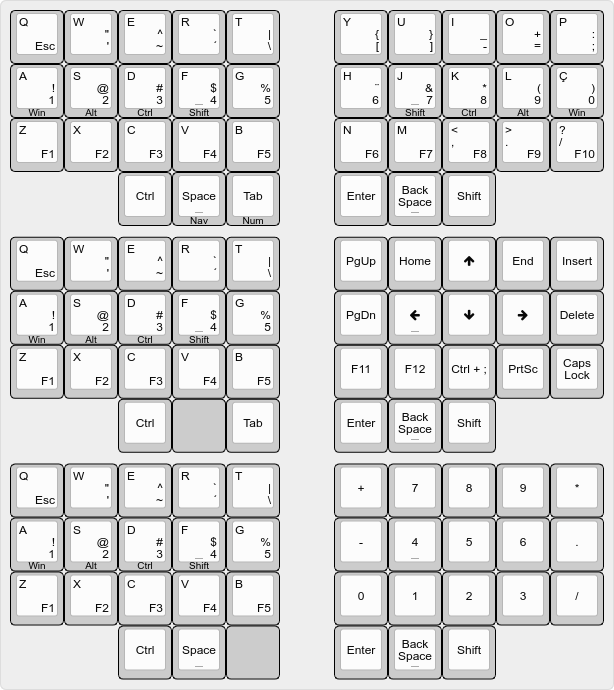 Q W E R T Y U I O P
" ^ ` | { } _ + :
Esc ' ~ ´ \ [ ] - = ;
A S D F G H J K L Ç
! @ # $ % ¨ & * ( )
1 2 3 _ 4 5 6 _ 7 8 9 0
Win Alt Ctrl Shift Shift Ctrl Alt Win
Z X C V B N M < > ?
, . /
F1 F2 F3 F4 F5 F6 F7 F8 F9 F10
Ctrl Space Tab Enter Back Space Shift
_ _
Nav Num
Q W E R T PgUp Home ↑ End Insert
" ^ ` |
Esc ' ~ ´ \
A S D F G PgDn ← ↓ → Delete
! @ # $ %
1 2 3 _ 4 5 _
Win Alt Ctrl Shift
Z X C V B F11 F12 Ctrl + ; PrtSc Caps Lock
F1 F2 F3 F4 F5
Ctrl Tab Enter Back Space Shift
_
Q W E R T + 7 8 9 *
" ^ ` |
Esc ' ~ ´ \
A S D F G - 4 5 6 .
! @ # $ %
1 2 3 _ 4 5 _
Win Alt Ctrl Shift
Z X C V B 0 1 2 3 /
F1 F2 F3 F4 F5
Ctrl Space Enter Back Space Shift
_ _